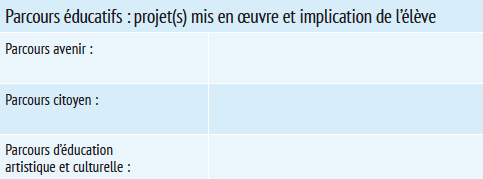 Parcours éducatifs : projet(s) mis en œuvre et implication de l’élève
Parcours avenir :
Parcours citoyen :
Parcours d’éducation
artistique et culturelle :